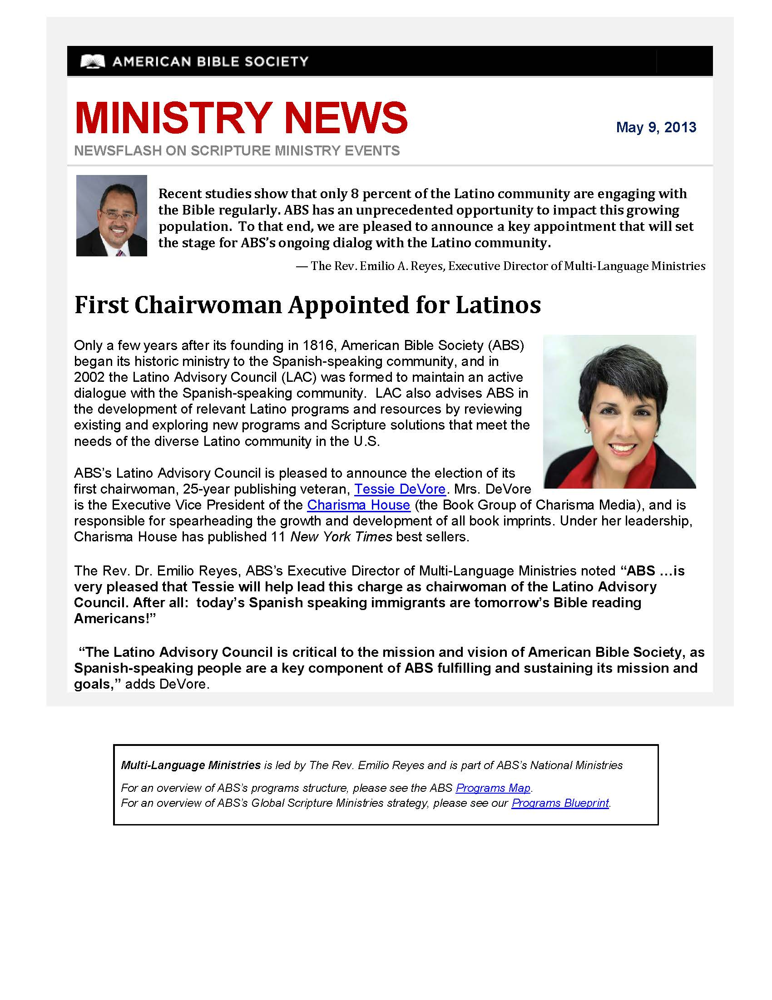 AMERICAN BIBLE SOCIETY
MINISTRY NEWS
May 9, 2013
NEWSFLASH ON SCRIPTURE MINISTRY EVENTS
Recent studies show that only 8 percent of the Latino community are engaging with
the Bible regularly. ABS has an unprecedented opportunity to impact this growing
population.  To that end, we are pleased to announce a key appointment that will set
the stage for ABS’s ongoing dialog with the Latino community.
— The Rev. Emilio A. Reyes, Executive Director of Multi-Language Ministries
First Chairwoman Appointed for Latinos
Only a few years after its founding in 1816, American Bible Society (ABS)
began its historic ministry to the Spanish-speaking community, and in
2002 the Latino Advisory Council (LAC) was formed to maintain an active
dialogue with the Spanish-speaking community.  LAC also advises ABS in
the development of relevant Latino programs and resources by reviewing
existing and exploring new programs and Scripture solutions that meet the
needs of the diverse Latino community in the U.S.
ABS’s Latino Advisory Council is pleased to announce the election of its
first chairwoman, 25-year publishing veteran, Tessie DeVore. Mrs. DeVore
is the Executive Vice President of the Charisma House (the Book Group of Charisma Media), and is
responsible for spearheading the growth and development of all book imprints. Under her leadership,
Charisma House has published 11 New York Times best sellers.
The Rev. Dr. Emilio Reyes, ABS’s Executive Director of Multi-Language Ministries noted “ABS …is
very pleased that Tessie will help lead this charge as chairwoman of the Latino Advisory
Council. After all:  today’s Spanish speaking immigrants are tomorrow’s Bible reading
Americans!”
“The Latino Advisory Council is critical to the mission and vision of American Bible Society, as
Spanish-speaking people are a key component of ABS fulfilling and sustaining its mission and
goals,” adds DeVore.
Multi-Language Ministries is led by The Rev. Emilio Reyes and is part of ABS’s National Ministries
For an overview of ABS’s programs structure, please see the ABS Programs Map.
For an overview of ABS’s Global Scripture Ministries strategy, please see our Programs Blueprint.